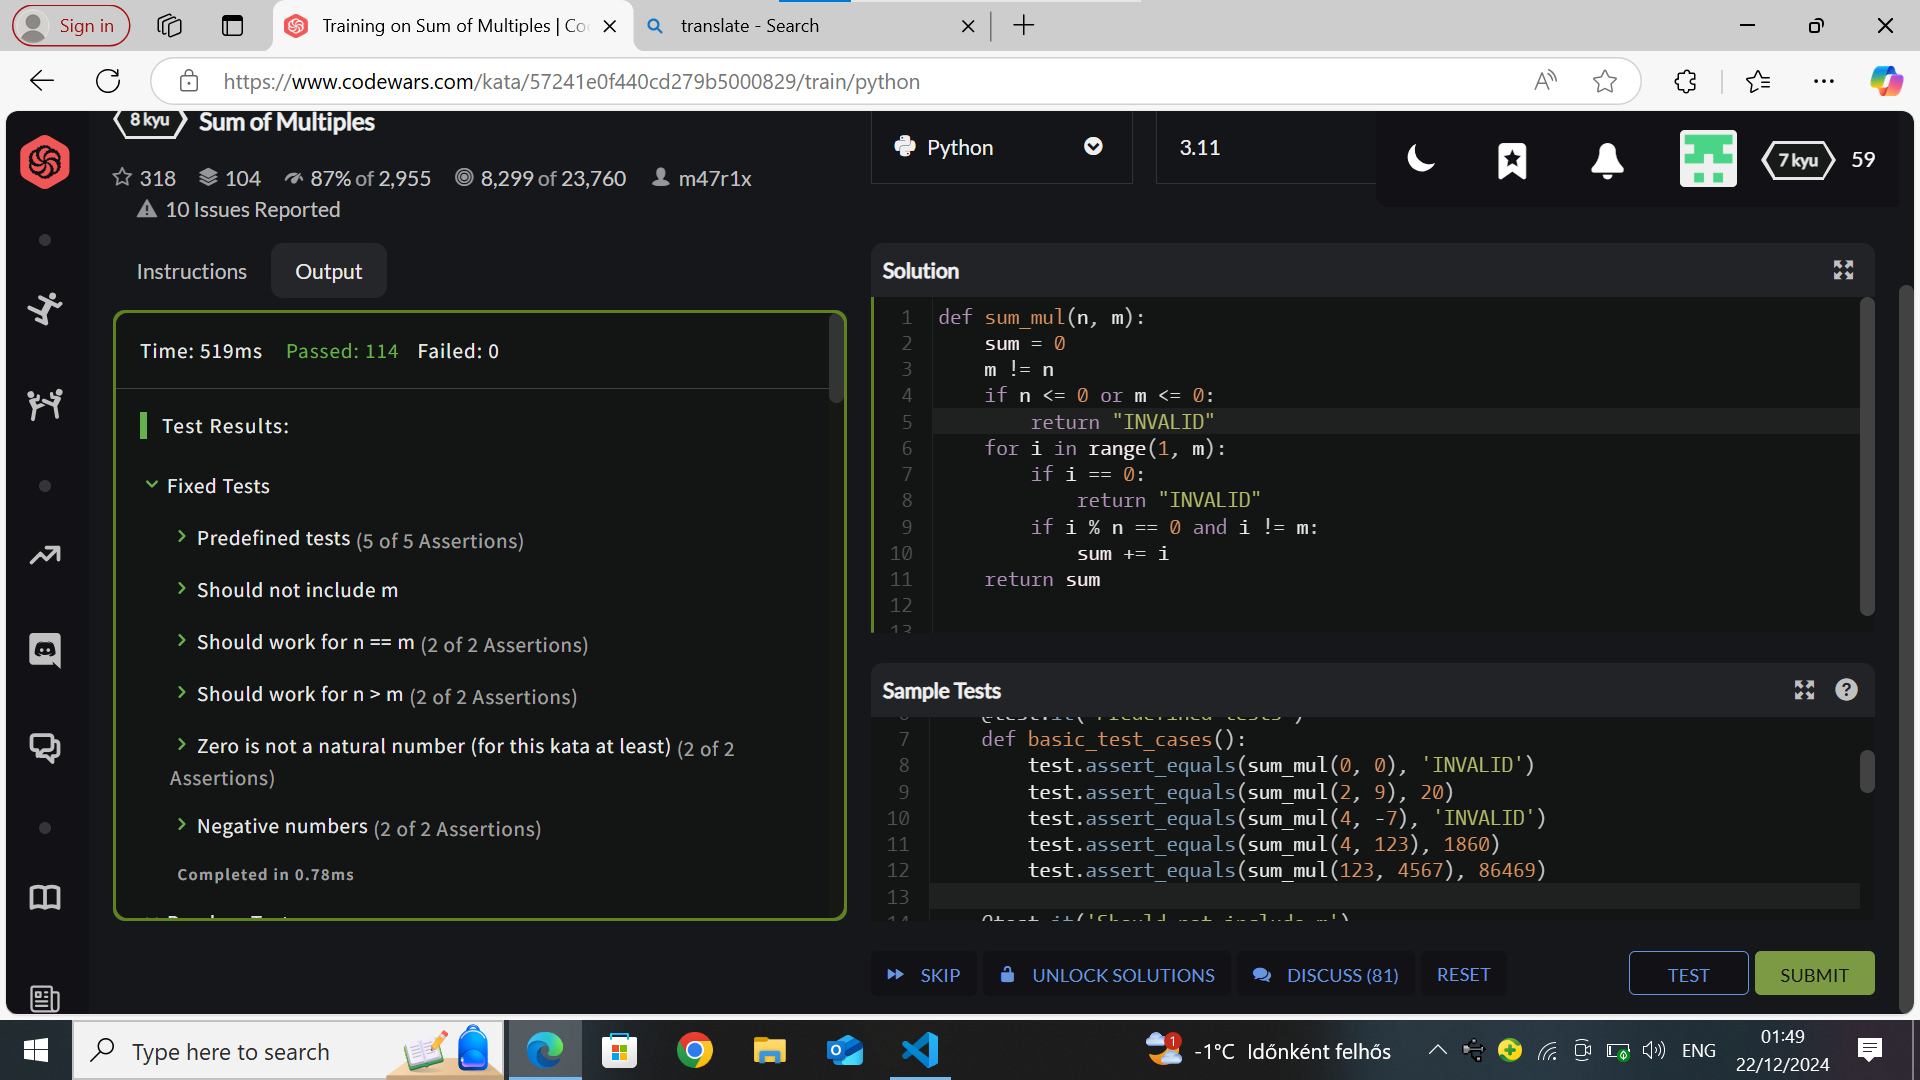 Sign in
Training on Sum of Multiples | Co
translate - Search
https://www.codewars.com/kata/57241e0f440cd279b5000829/train/python
8 kyu
Sum of Multiples
318
104
87% of 2,955
8,299 of 23,760
m47r1x
10 Issues Reported
Python
3.11
7 kyu
59
Instructions
Output
Time: 519ms Passed: 114 Failed: 0
Test Results:
Fixed Tests
Predefined tests (5 of 5 Assertions)
Should not include m
Should work for n == m (2 of 2 Assertions)
Should work for n > m (2 of 2 Assertions)
Zero is not a natural number (for this kata at least) (2 of 2
Assertions)
Negative numbers (2 of 2 Assertions)
Completed in 0.78ms
Solution
1 def sum_mul(n, m):
2     sum = 0
3     m != n
4     if n <= 0 or m <= 0:
5         return "INVALID"
6     for i in range(1, m):
7         if i == 0:
8             return "INVALID"
9         if i % n == 0 and i != m:
10             sum += i
11     return sum
12
13
Sample Tests
7     def basic_test_cases():
8         test.assert_equals(sum_mul(0, 0), 'INVALID')
9         test.assert_equals(sum_mul(2, 9), 20)
10         test.assert_equals(sum_mul(4, -7), 'INVALID')
11         test.assert_equals(sum_mul(4, 123), 1860)
12         test.assert_equals(sum_mul(123, 4567), 86469)
13
14     @test.it('Should not include m')
SKIP
UNLOCK SOLUTIONS
DISCUSS (81)
RESET
TEST
SUBMIT
Type here to search
1
-1°C Időnként felhős
ENG
01:49
22/12/2024